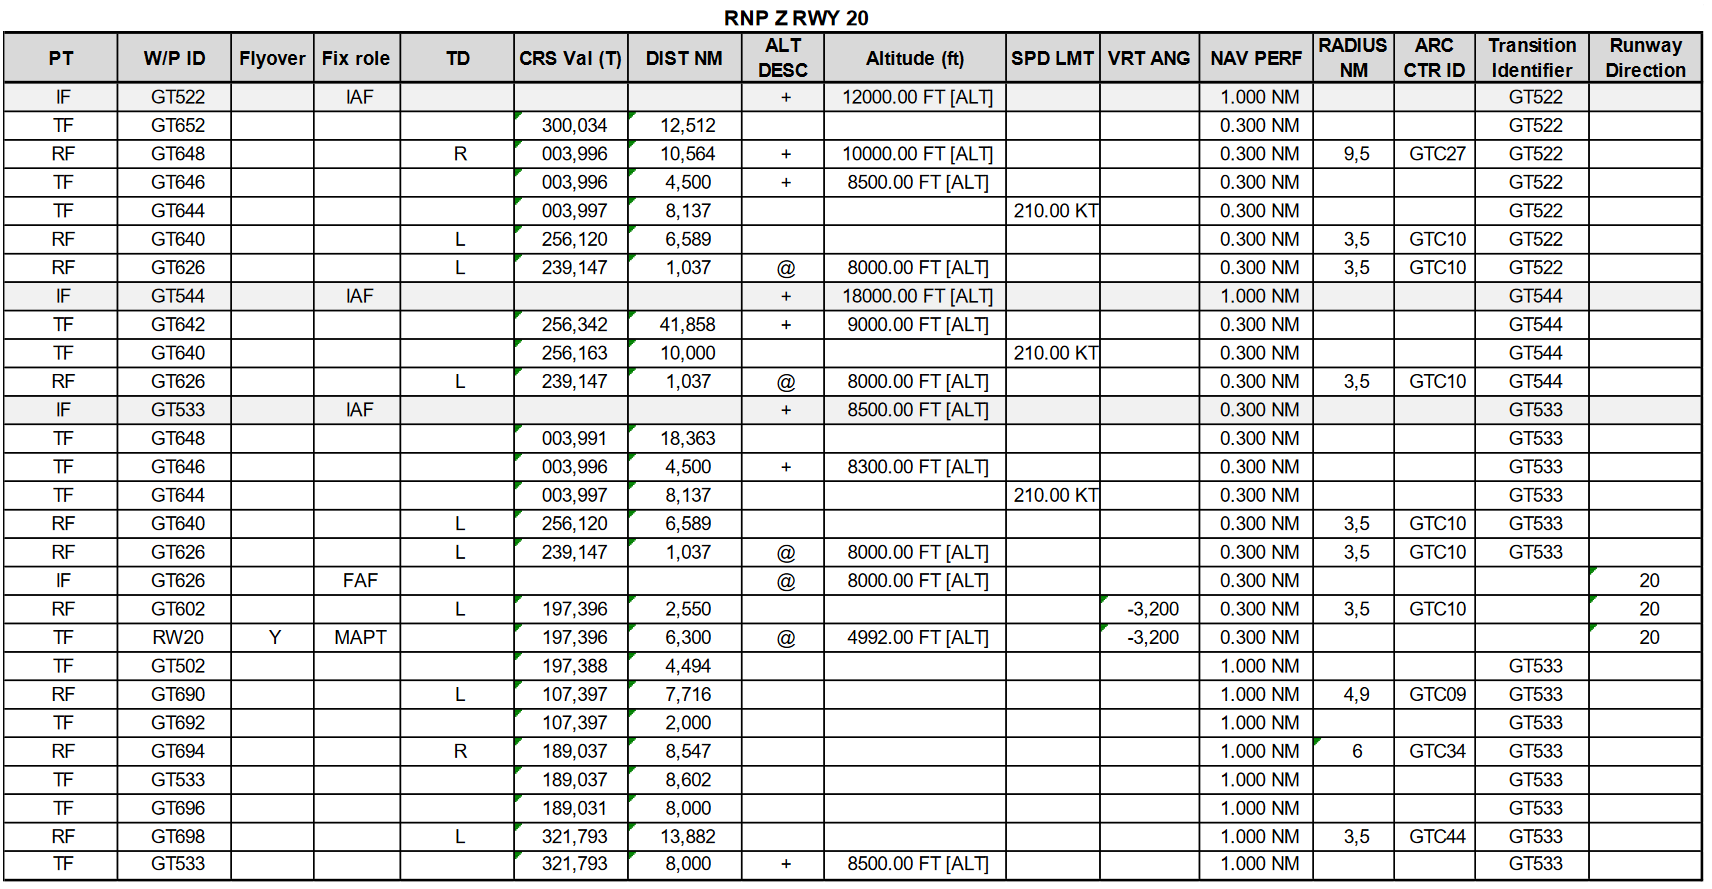 RNP Z RWY 20
PT W/P ID Flyover Fix role TD CRS Val (T) DIST NM ALT DESC Altitude (ft) SPD LMT VRT ANG NAV PERF RADIUS NM ARC CTR ID Transition Identifier Runway Direction
IF GT522 IAF + 12000.00 FT [ALT] 1.000 NM GT522
TF GT652 300,034 12,512 0.300 NM GT522
RF GT648 R 003,996 10,564 + 10000.00 FT [ALT] 0.300 NM 9,5 GTC27 GT522
TF GT646 003,996 4,500 + 8500.00 FT [ALT] 0.300 NM GT522
TF GT644 003,997 8,137 210.00 KT 0.300 NM GT522
RF GT640 L 256,120 6,589 0.300 NM 3,5 GTC10 GT522
RF GT626 L 239,147 1,037 @ 8000.00 FT [ALT] 0.300 NM 3,5 GTC10 GT522
IF GT544 IAF + 18000.00 FT [ALT] 1.000 NM GT544
TF GT642 256,342 41,858 + 9000.00 FT [ALT] 0.300 NM GT544
TF GT640 256,163 10,000 210.00 KT 0.300 NM GT544
RF GT626 L 239,147 1,037 @ 8000.00 FT [ALT] 0.300 NM 3,5 GTC10 GT544
IF GT533 IAF + 8500.00 FT [ALT] 0.300 NM GT533
TF GT648 003,991 18,363 0.300 NM GT533
TF GT646 003,996 4,500 + 8300.00 FT [ALT] 0.300 NM GT533
TF GT644 003,997 8,137 210.00 KT 0.300 NM GT533
RF GT640 L 256,120 6,589 0.300 NM 3,5 GTC10 GT533
RF GT626 L 239,147 1,037 @ 8000.00 FT [ALT] 0.300 NM 3,5 GTC10 GT533
IF GT626 FAF @ 8000.00 FT [ALT] 0.300 NM 20
RF GT602 L 197,396 2,550 -3,200 0.300 NM 3,5 GTC10 20
TF RW20 Y MAPT 197,396 6,300 @ 4992.00 FT [ALT] -3,200 0.300 NM 20
TF GT502 197,388 4,494 1.000 NM GT533
RF GT690 L 107,397 7,716 1.000 NM 4,9 GTC09 GT533
TF GT692 107,397 2,000 1.000 NM GT533
RF GT694 R 189,037 8,547 1.000 NM 6 GTC34 GT533
TF GT533 189,037 8,602 1.000 NM GT533
TF GT696 189,031 8,000 1.000 NM GT533
RF GT698 L 321,793 13,882 1.000 NM 3,5 GTC44 GT533
TF GT533 321,793 8,000 + 8500.00 FT [ALT] 1.000 NM GT533